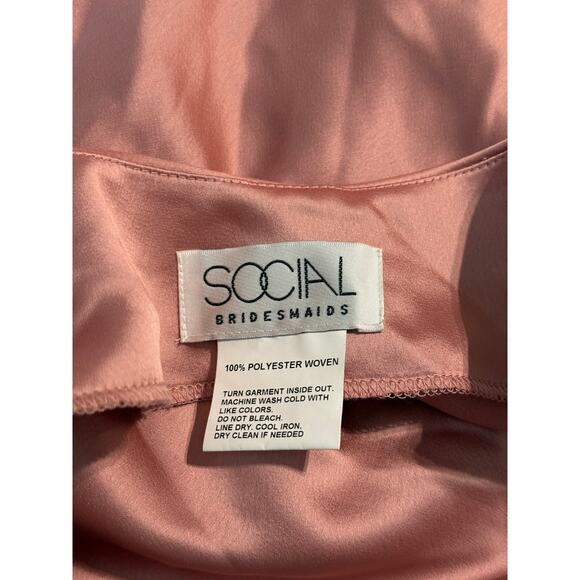 SOCIAL
BRIDESMAIDS
100% POLYESTER WOVEN
TURN GARMENT INSIDE OUT.
MACHINE WASH COLD WITH
LIKE COLORS.
DO NOT BLEACH.
LINE DRY. COOL IRON.
DRY CLEAN IF NEEDED